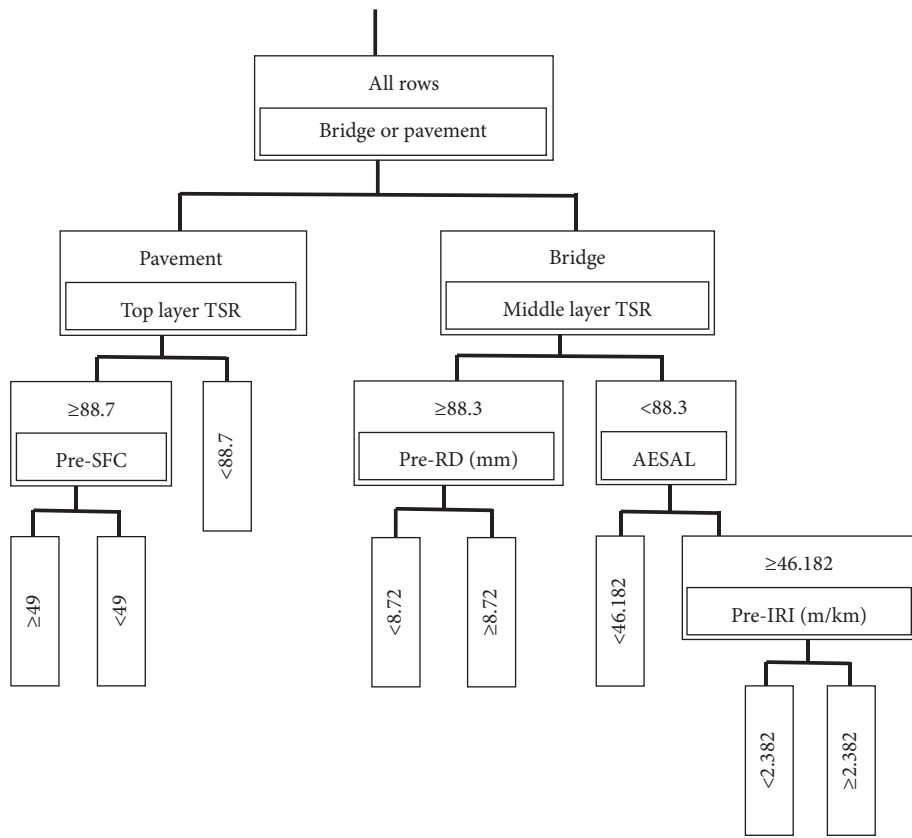 All rows
Bridge or pavement
Pavement
Top layer TSR
Bridge
Middle layer TSR
≥88.7
Pre-SFC
<88.7
≥88.3
Pre-RD (mm)
<88.3
AESAL
≥49
<49
<8.72
≥8.72
<46.182
≥46.182
Pre-IRI (m/km)
<2.382
≥2.382